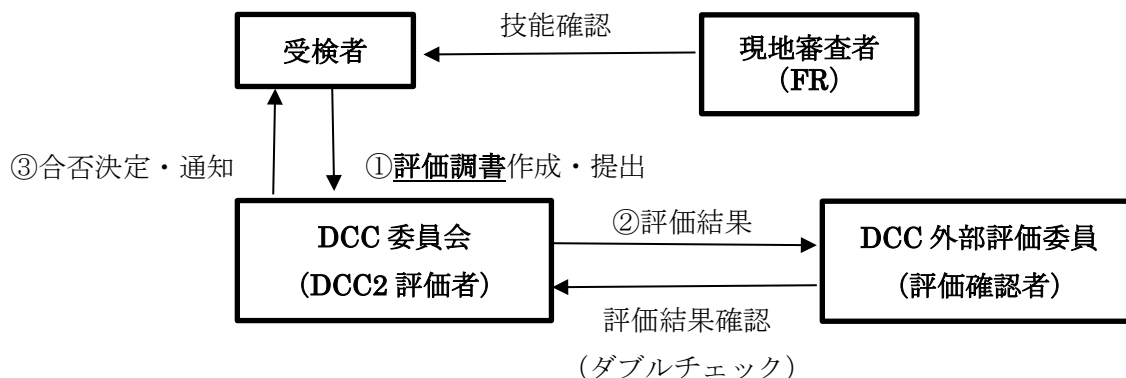 技能確認
受検者
現地審査者
(FR)
③合否決定・通知
①評価調書作成・提出
DCC 委員会
(DCC2 評価者)
②評価結果
DCC 外部評価委員
(評価確認者)
評価結果確認
（ダブルチェック）